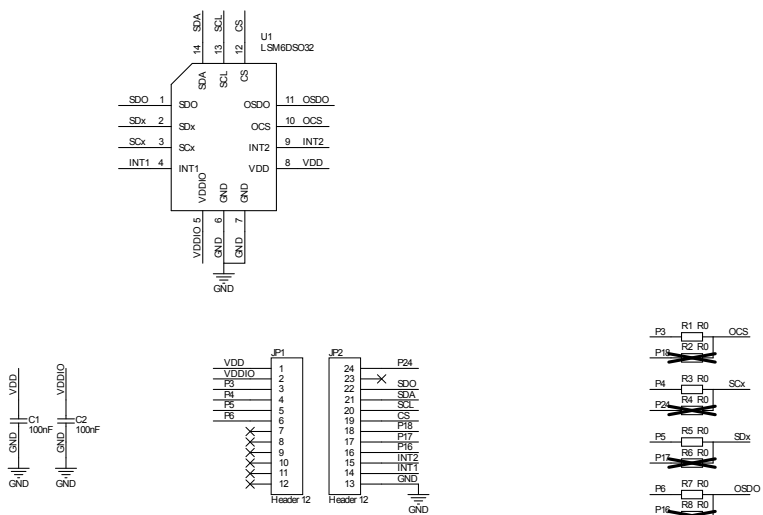 SDA
SCL
CS
14
13
12
U1
LSM6DSO32
SDA
SCL
CS
SDO 1 SDO
OSDO 11 OSDO
SDx 2 SDx
OCS 10 OCS
SCx 3 SCx
INT2 9 INT2
INT1 4 INT1
VDD 8 VDD
VDDIO
GND
GND
5
6
7
VDDIO
GND
GND
GND
VDD
C1
100nF
GND
GND
VDDIO
C2
100nF
GND
GND
JP1
VDD 1
VDDIO 2
P3 3
P4 4
P5 5
P6 6
7
8
9
10
11
12
Header 12
JP2
24 P24
23
22 SDO
21 SDA
20 SCL
19 CS
18 P18
17 P17
16 P16
15 INT2
14 INT1
13 GND
Header 12
GND
P3 R1 R0 OCS
P18 R2 R0
P4 R3 R0 SCx
P24 R4 R0
P5 R5 R0 SDx
P17 R6 R0
P6 R7 R0 OSDO
P16 R8 R0